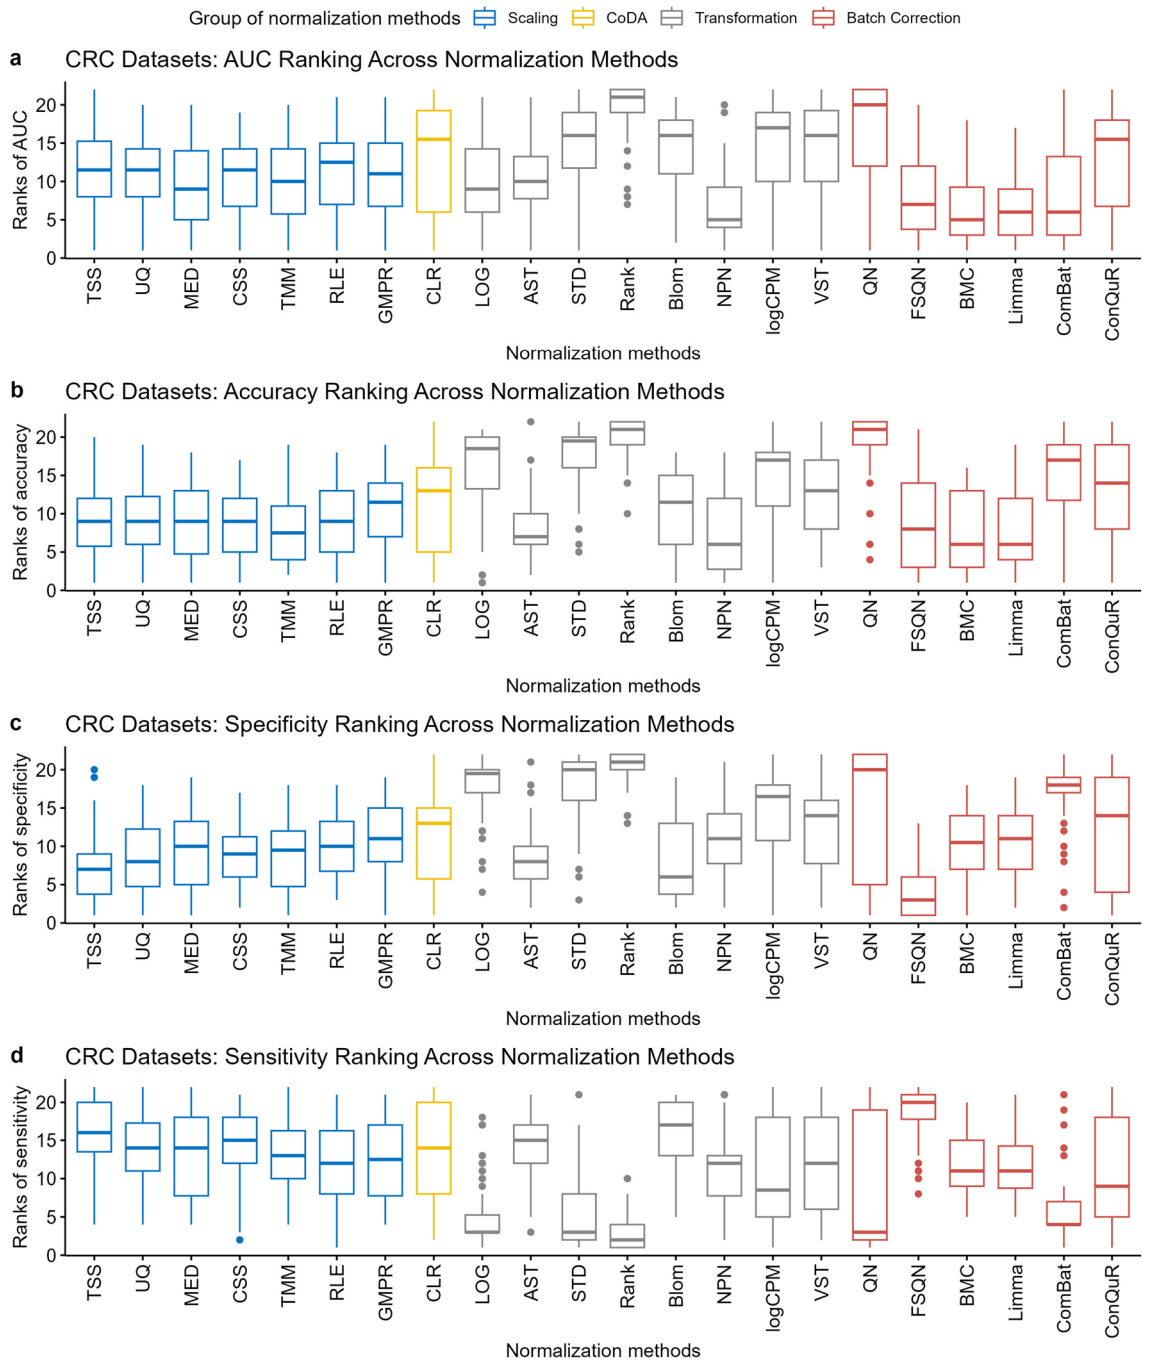 Group of normalization methods Scaling CoDA Transformation Batch Correction
a CRC Datasets: AUC Ranking Across Normalization Methods
Ranks of AUC
20
15
10
5
0
TSS UQ MED CSS TMM RLE GMPR CLR LOG AST STD Rank Blom NPN logCPM VST QN FSQN BMC Limma ComBat ConQuR
Normalization methods
b CRC Datasets: Accuracy Ranking Across Normalization Methods
Ranks of accuracy
20
15
10
5
0
TSS UQ MED CSS TMM RLE GMPR CLR LOG AST STD Rank Blom NPN logCPM VST QN FSQN BMC Limma ComBat ConQuR
Normalization methods
c CRC Datasets: Specificity Ranking Across Normalization Methods
Ranks of specificity
20
15
10
5
0
TSS UQ MED CSS TMM RLE GMPR CLR LOG AST STD Rank Blom NPN logCPM VST QN FSQN BMC Limma ComBat ConQuR
Normalization methods
d CRC Datasets: Sensitivity Ranking Across Normalization Methods
Ranks of sensitivity
20
15
10
5
0
TSS UQ MED CSS TMM RLE GMPR CLR LOG AST STD Rank Blom NPN logCPM VST QN FSQN BMC Limma ComBat ConQuR
Normalization methods